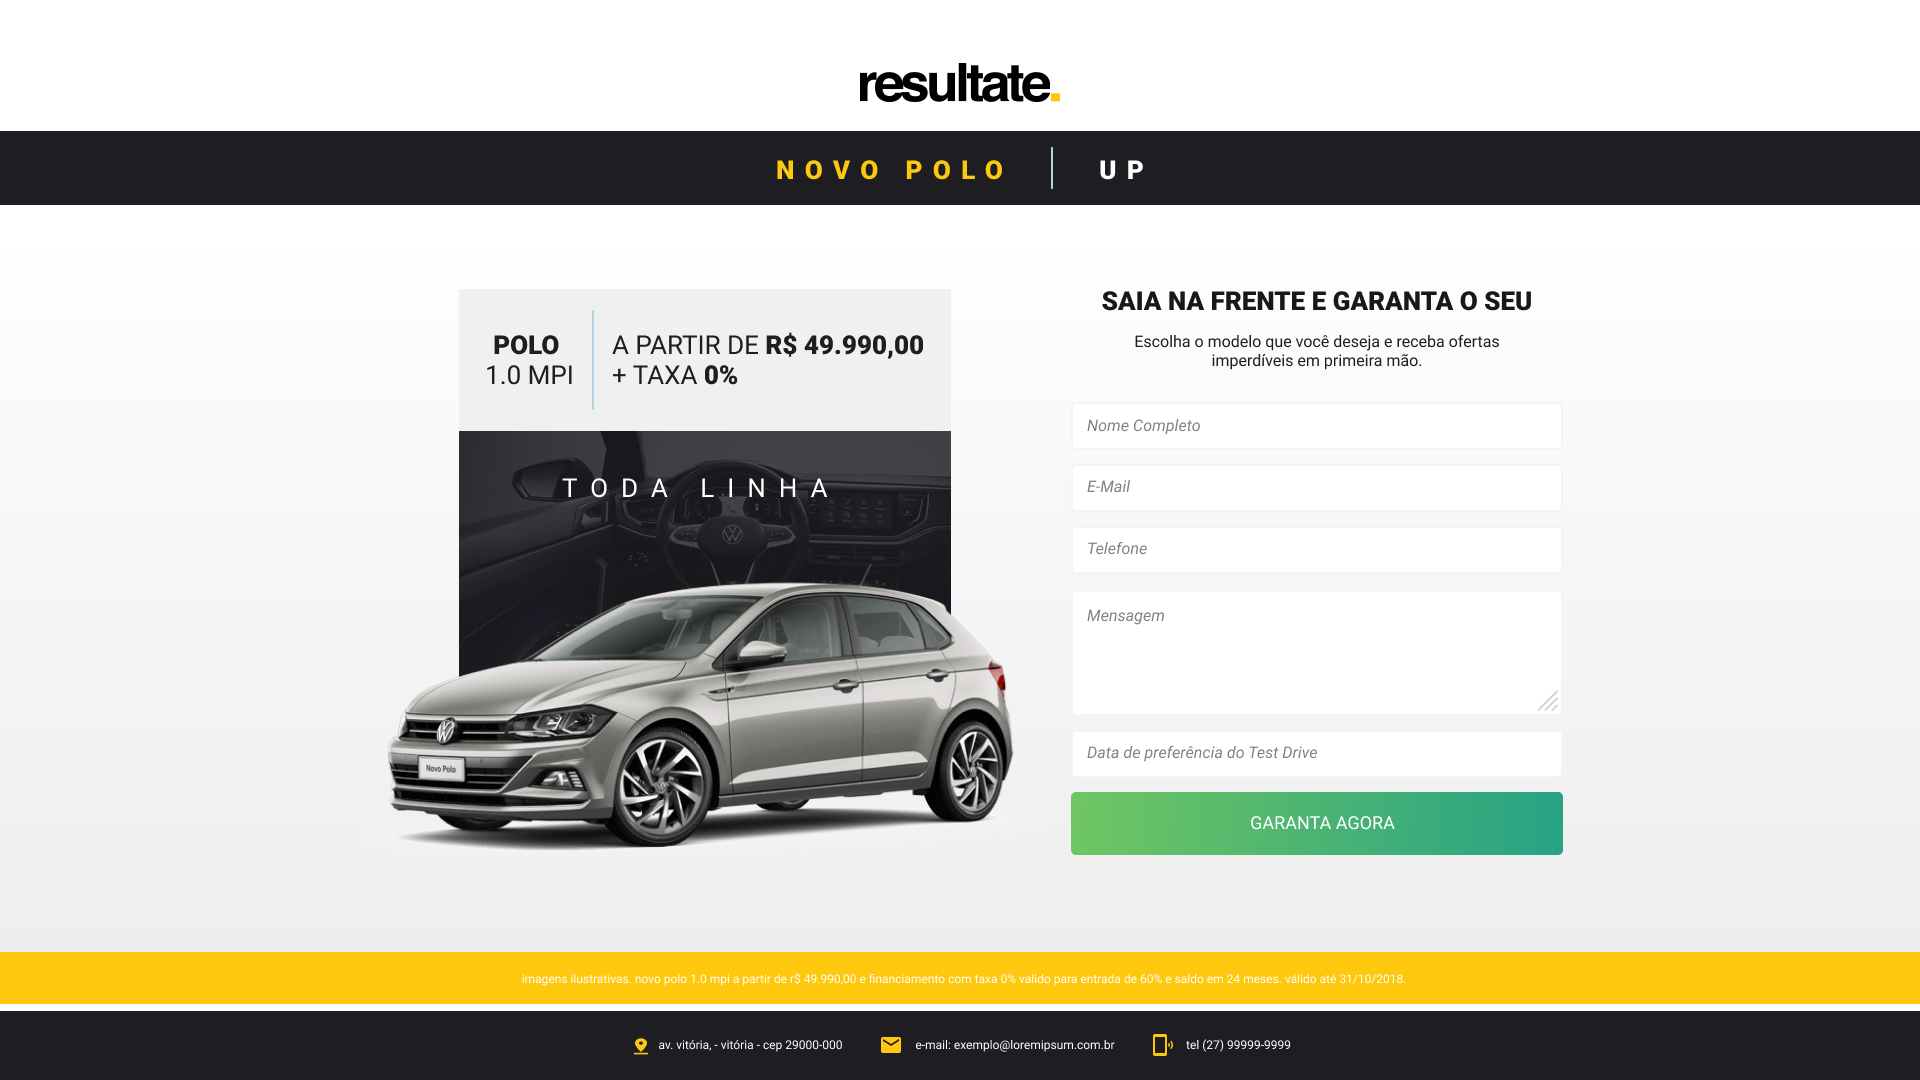 resultate.
NOVO POLO
UP
POLO
1.0 MPI
A PARTIR DE R$ 49.990,00
+ TAXA 0%
TODA LINHA
Novo Polo
SAIA NA FRENTE E GARANTA O SEU
Escolha o modelo que você deseja e receba ofertas
imperdíveis em primeira mão.
Nome Completo
E-Mail
Telefone
Mensagem
Data de preferência do Test Drive
GARANTA AGORA
imagens ilustrativas. novo polo 1.0 mpi a partir de r$ 49.990,00 e financiamento com taxa 0% valido para entrada de 60% e saldo em 24 meses. válido até 31/10/2018.
av. vitória, - vitória - cep 29000-000
e-mail: exemplo@loremipsum.com.br
tel (27) 99999-9999